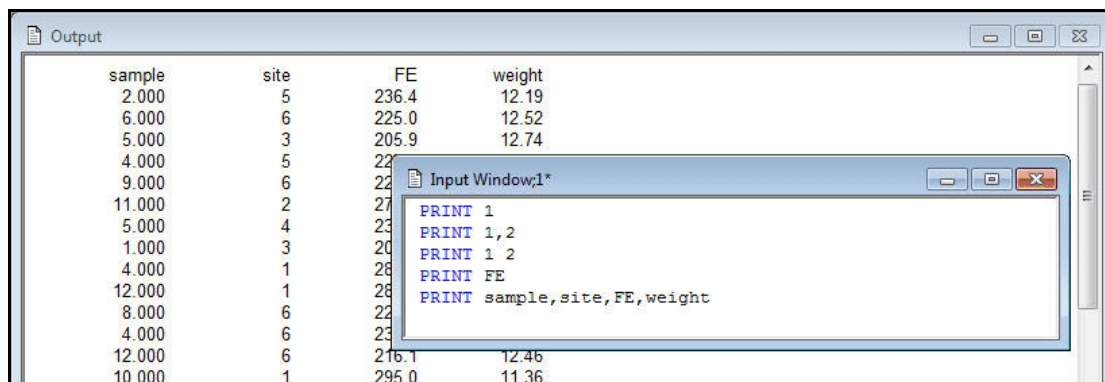 Output
sample site FE weight
2.000 5 236.4 12.19
6.000 6 225.0 12.52
5.000 3 205.9 12.74
4.000 5
9.000 6
11.000 2
5.000 4
1.000 3
4.000 1
12.000 1
8.000 6
4.000 6
12.000 6 216.1 12.46
10.000 1 295.0 11.36
Input Window;1*
PRINT 1
PRINT 1,2
PRINT 1 2
PRINT FE
PRINT sample,site,FE,weight